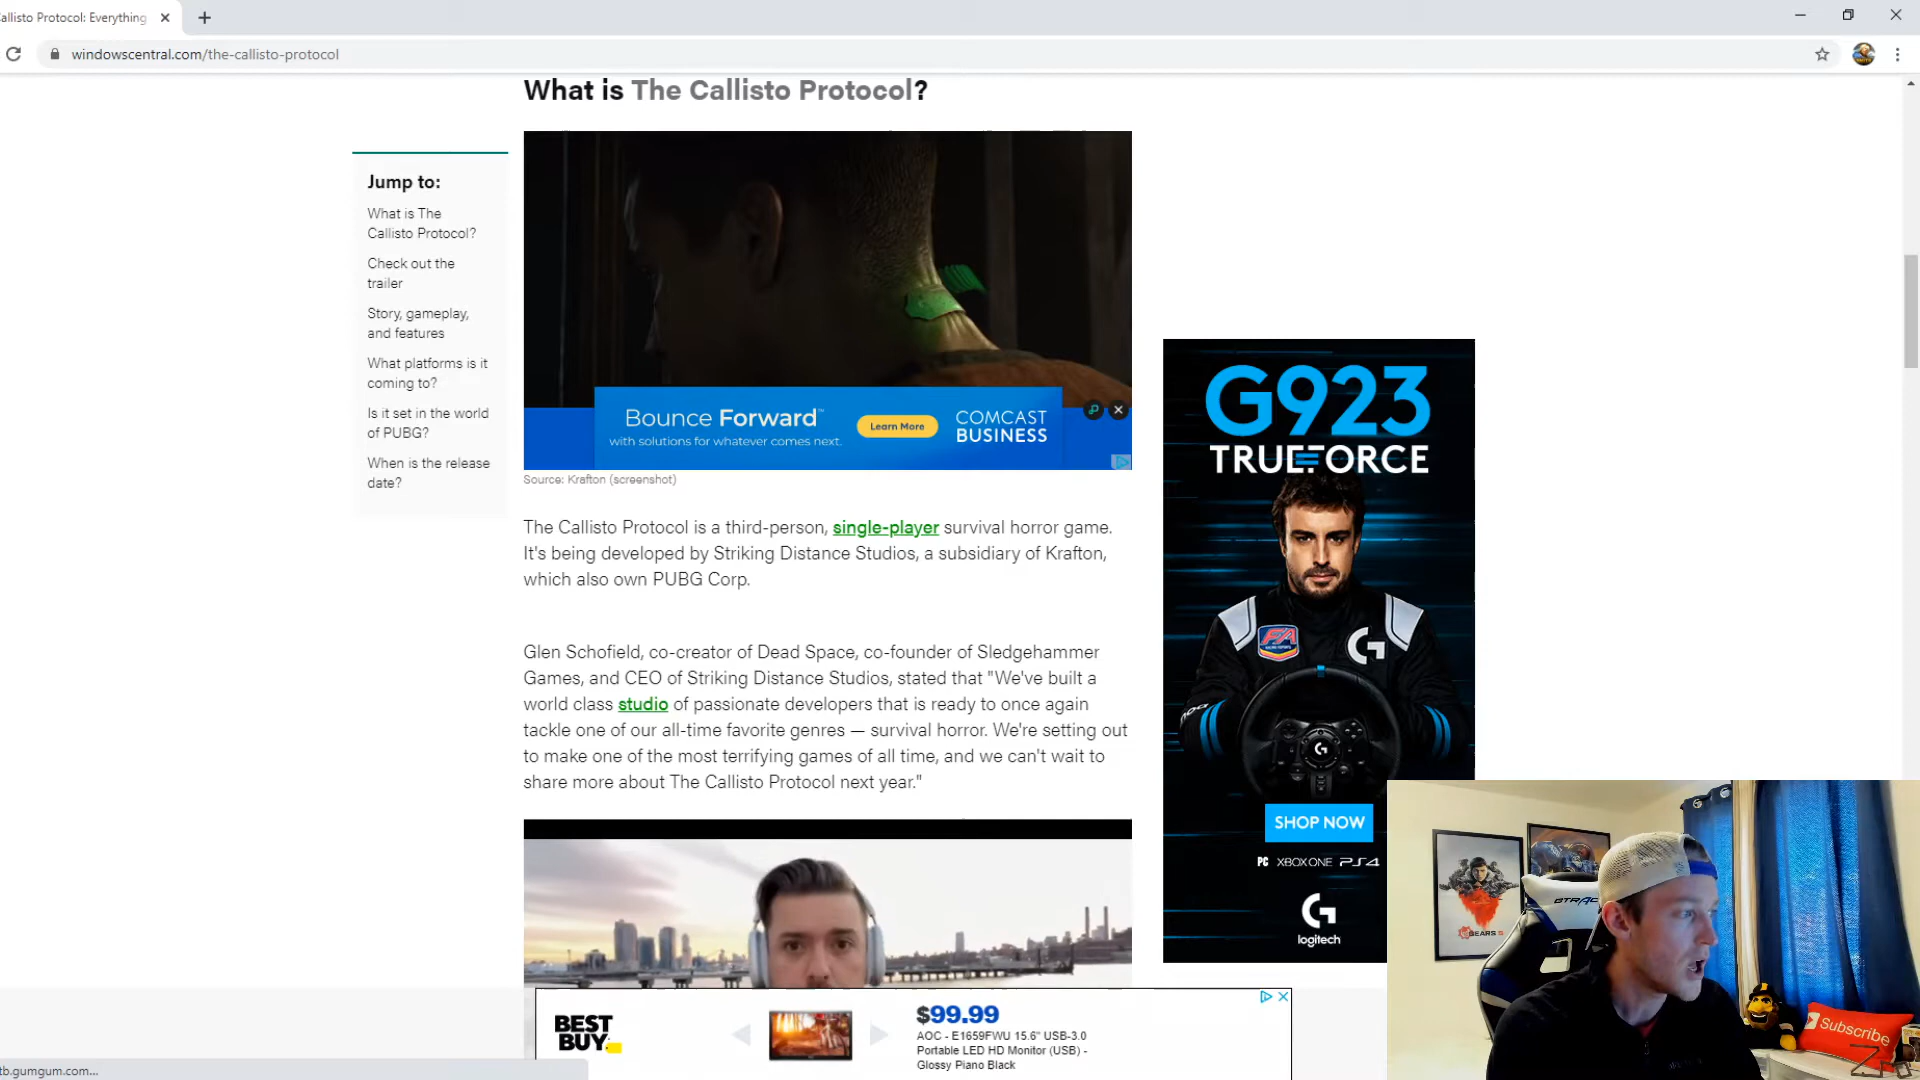 allisto Protocol: Everything
windowscentral.com/the-callisto-protocol
What is The Callisto Protocol?
Jump to:
What is The
Callisto Protocol?
Check out the
trailer
Story, gameplay,
and features
What platforms is it
coming to?
Is it set in the world
of PUBG?
When is the release
date?
Bounce Forward™
with solutions for whatever comes next.
Learn More
COMCAST
BUSINESS
Source: Krafton (screenshot)
The Callisto Protocol is a third-person, single-player survival horror game.
It's being developed by Striking Distance Studios, a subsidiary of Krafton,
which also own PUBG Corp.
Glen Schofield, co-creator of Dead Space, co-founder of Sledgehammer
Games, and CEO of Striking Distance Studios, stated that "We've built a
world class studio of passionate developers that is ready to once again
tackle one of our all-time favorite genres — survival horror. We're setting out
to make one of the most terrifying games of all time, and we can't wait to
share more about The Callisto Protocol next year."
G923
TRUEFORCE
SHOP NOW
PC XBOX ONE PS4
logitech
BEST
BUY
$99.99
AOC - E1659FWU 15.6" USB-3.0
Portable LED HD Monitor (USB) -
Glossy Piano Black
GEARS 5
GTRAC
Subscribe
tb.gumgum.com...